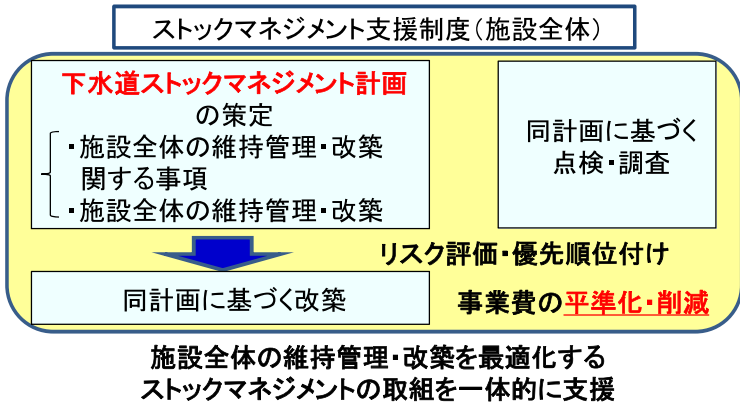 ストックマネジメント支援制度（施設全体）
下水道ストックマネジメント計画
の策定
・施設全体の維持管理・改築
関する事項
・施設全体の維持管理・改築
同計画に基づく
点検・調査
リスク評価・優先順位付け
同計画に基づく改築
事業費の平準化・削減
施設全体の維持管理・改築を最適化する
ストックマネジメントの取組を一体的に支援